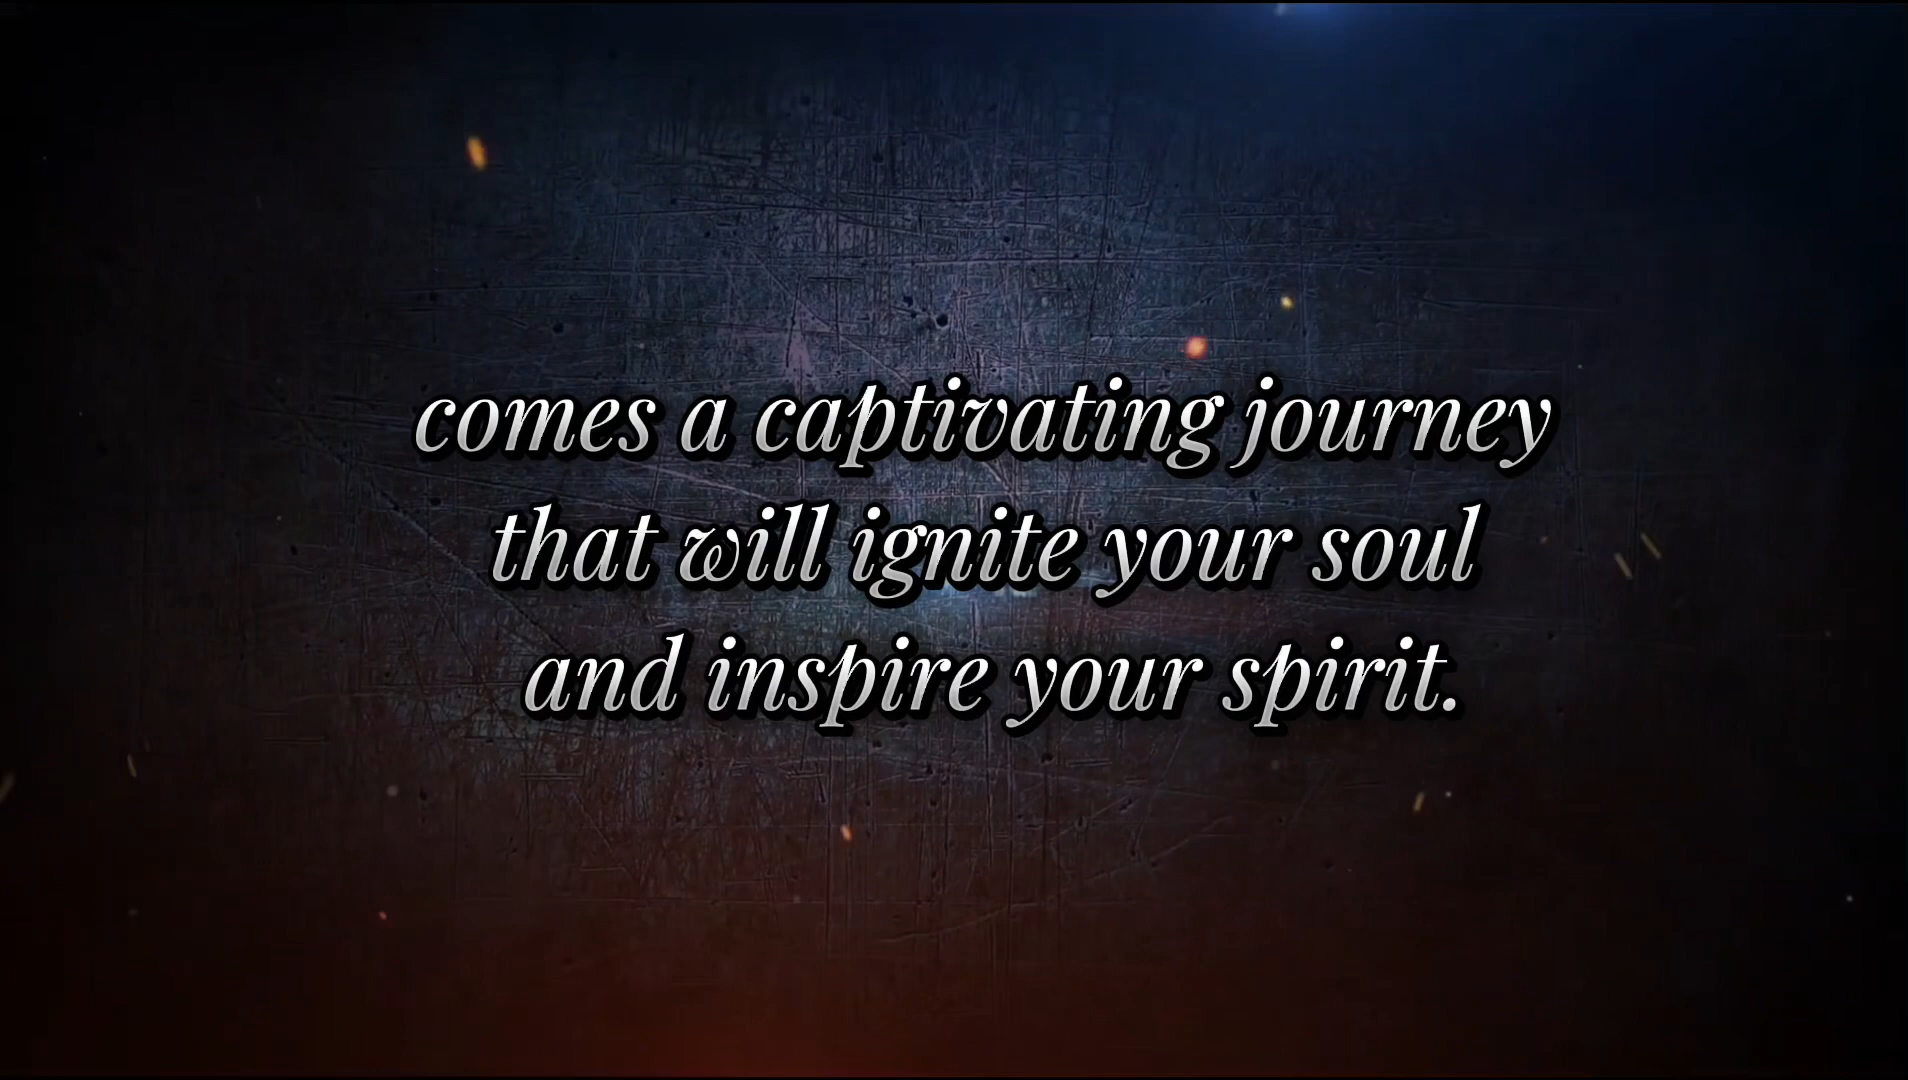 comes a captivating journey
that will ignite your soul
and inspire your spirit.